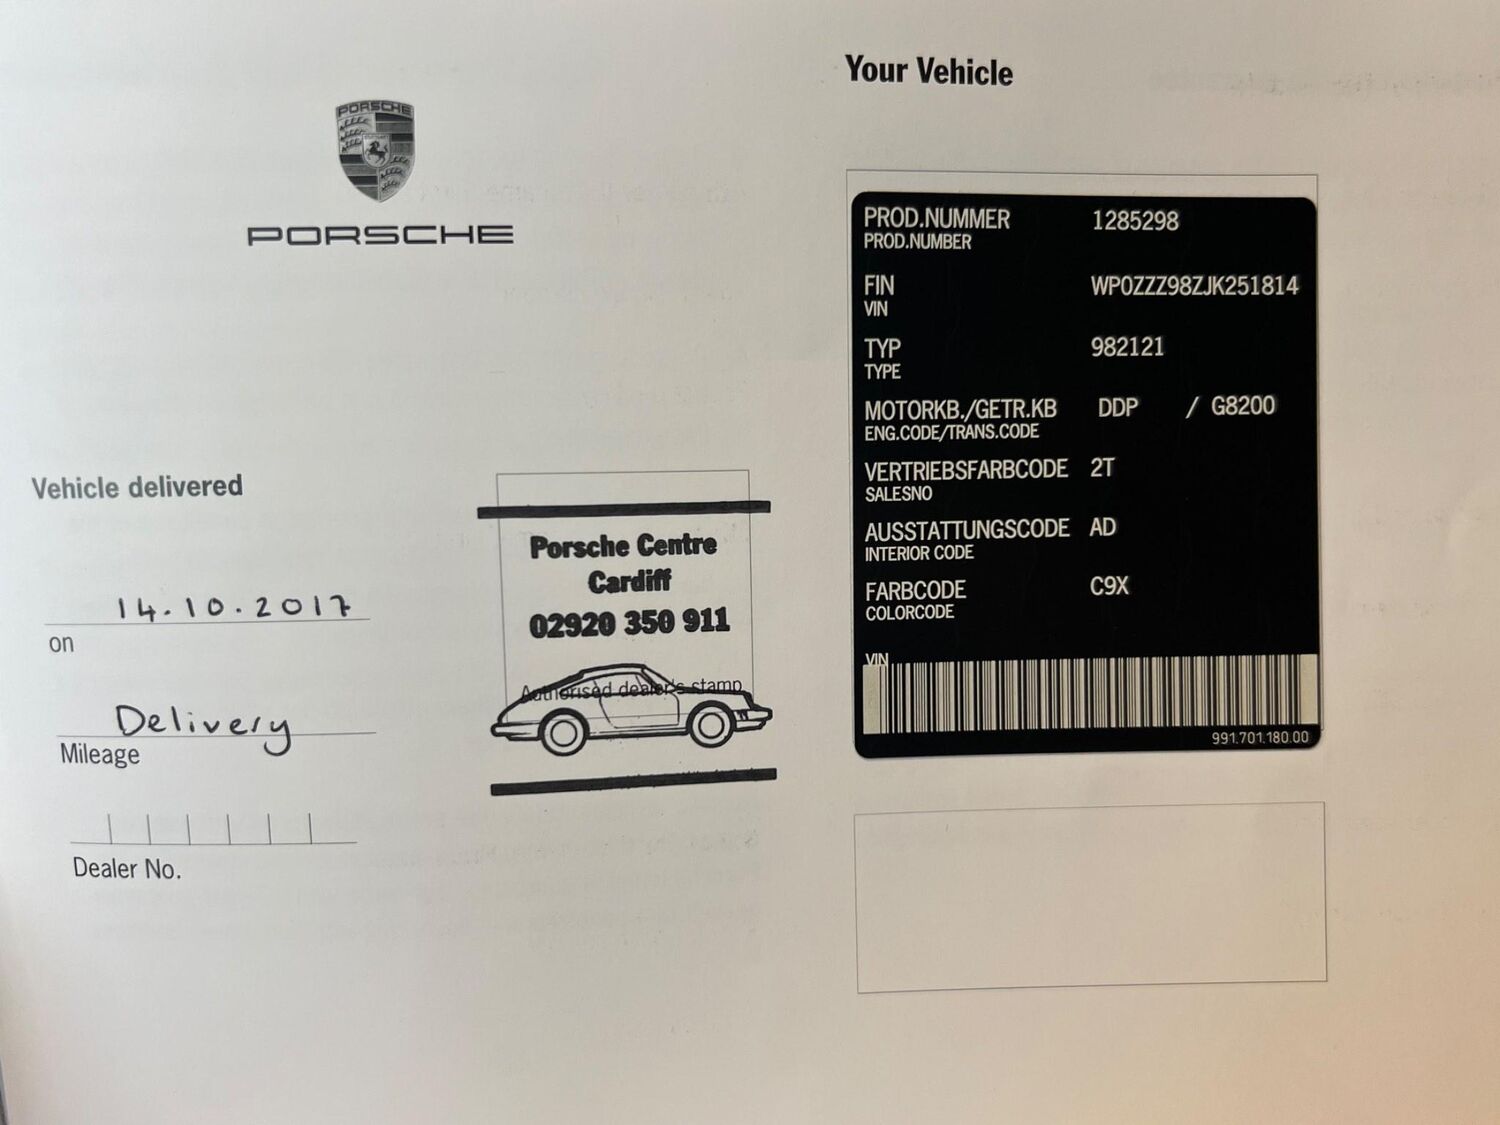 PORSCHE
PORSCHE
Vehicle delivered
14.10.2017
on
Delivery
Mileage
Dealer No.
Porsche Centre
Cardiff
02920 350 911
Authorised dealer's stamp
Your Vehicle
PROD.NUMMER 1285298
PROD.NUMBER
FIN WP0ZZZ98ZJK251814
VIN
TYP 982121
TYPE
MOTORKB./GETR.KB DDP / G8200
ENG.CODE/TRANS.CODE
VERTRIEBSFARBCODE 2T
SALESNO
AUSSTATTUNGSCODE AD
INTERIOR CODE
FARBCODE C9X
COLORCODE
VIN
991.701.180.00